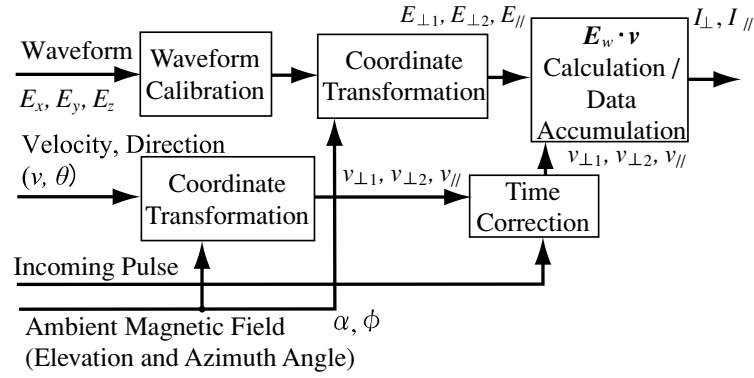 E⊥1, E⊥2, E//
I⊥, I//
Waveform
Ex, Ey, Ez
Waveform
Calibration
Coordinate
Transformation
Ew·v
Calculation /
Data
Accumulation
Velocity, Direction
(v, θ)
Coordinate
Transformation
v⊥1, v⊥2, v//
v⊥1, v⊥2, v//
Time
Correction
Incoming Pulse
Ambient Magnetic Field
(Elevation and Azimuth Angle)
α, ϕ